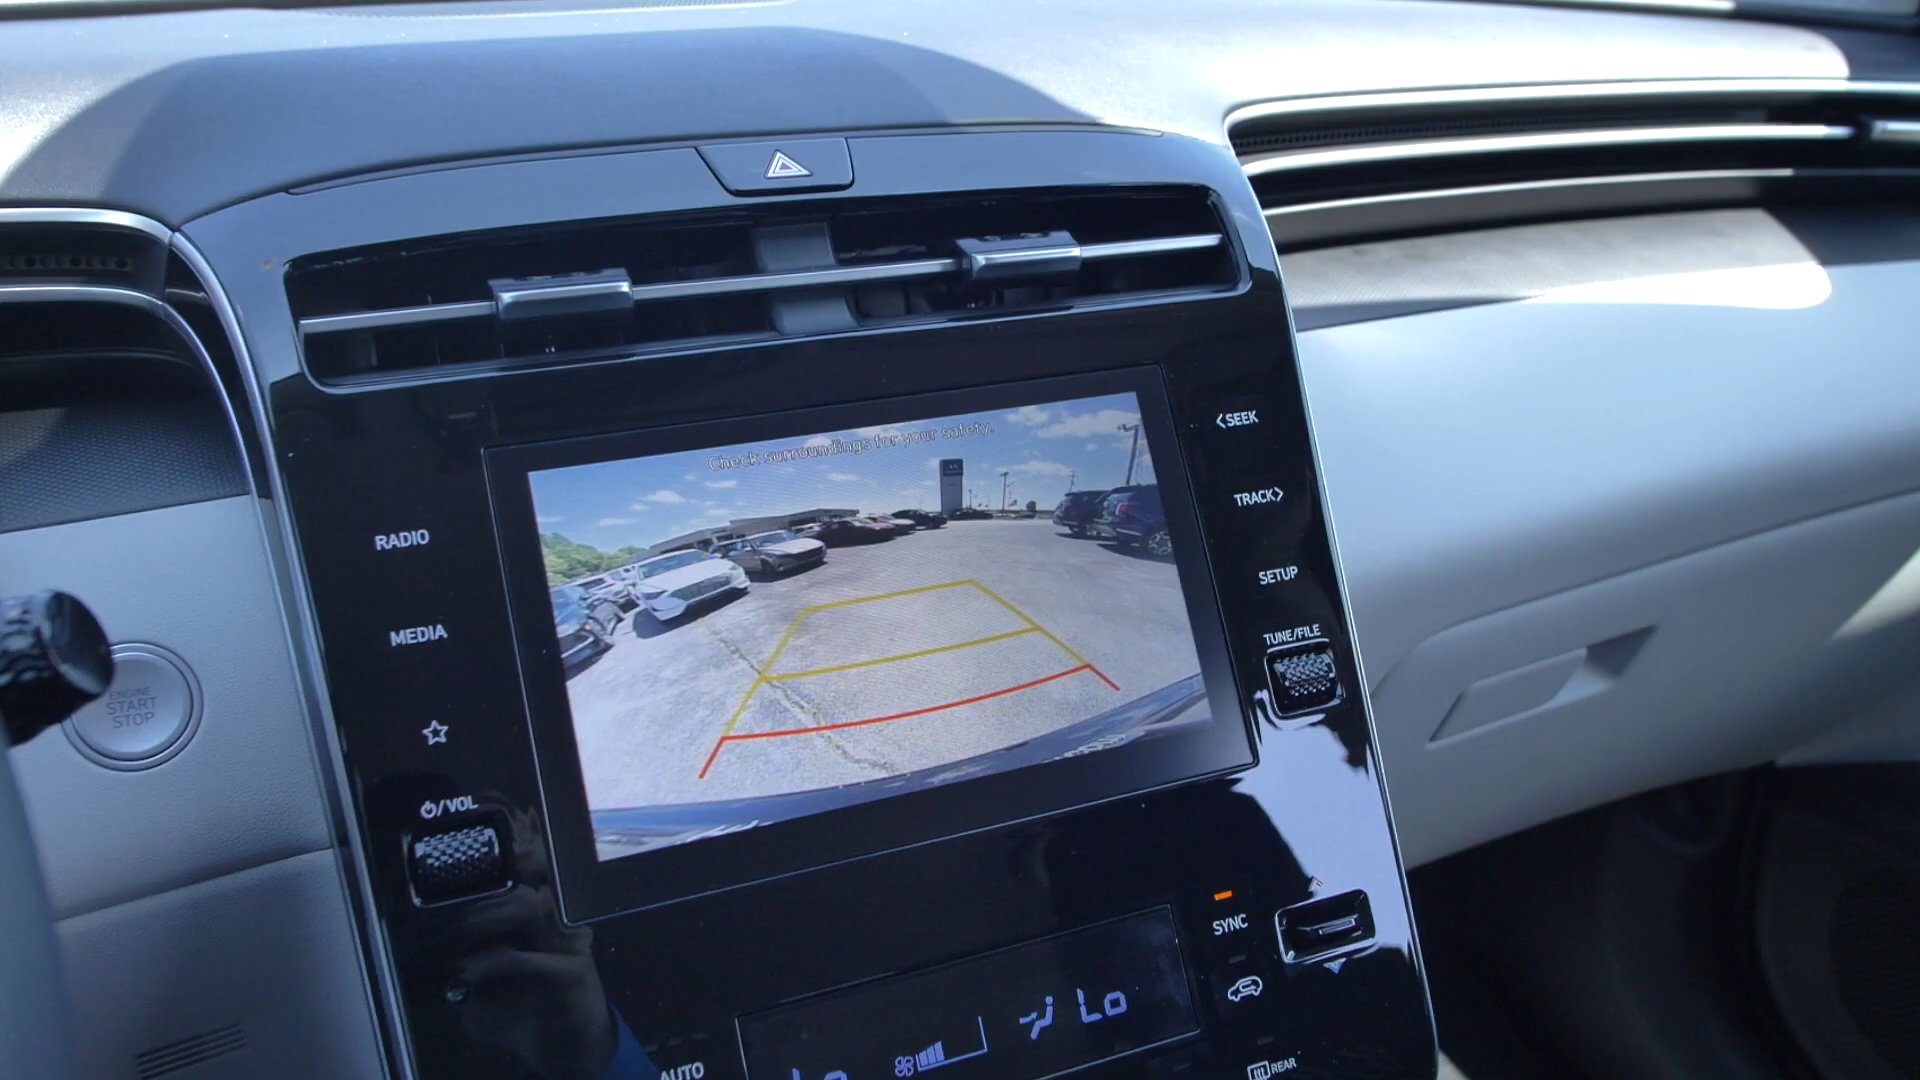 Check surroundings for your safety.
< SEEK
TRACK >
RADIO
SETUP
MEDIA
TUNE/FILE
ENGINE
START
STOP
/VOL
SYNC
Lo
Lo
AUTO
REAR